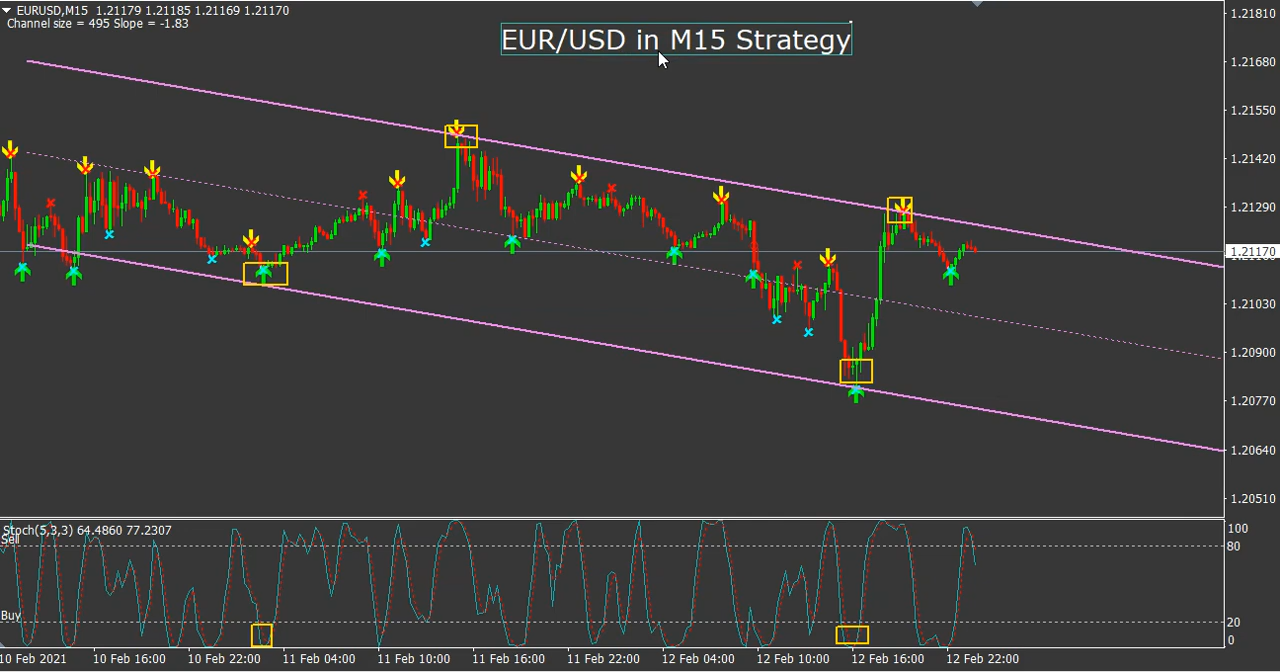 EURUSD,M15 1.21179 1.21185 1.21169 1.21170
Channel size = 495 Slope = -1.83
EUR/USD in M15 Strategy
1.21810
1.21680
1.21550
1.21420
1.21290
1.21170
1.21030
1.20900
1.20770
1.20640
1.20510
Stoch(5,3,3) 64.4860 77.2307
Sell
100
80
Buy
20
0
10 Feb 2021 10 Feb 16:00 10 Feb 22:00 11 Feb 04:00 11 Feb 10:00 11 Feb 16:00 11 Feb 22:00 12 Feb 04:00 12 Feb 10:00 12 Feb 16:00 12 Feb 22:00